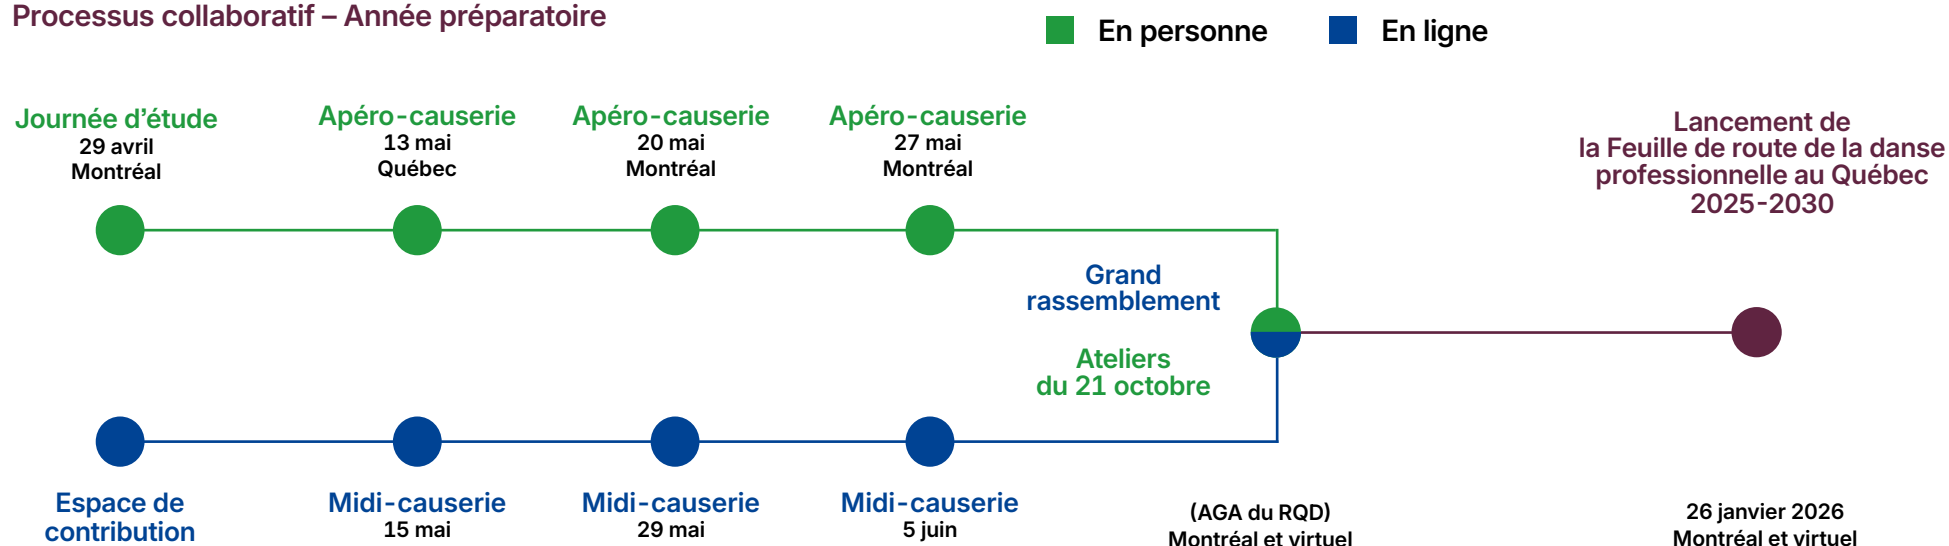 Processus collaboratif – Année préparatoire
En personne
En ligne
Journée d'étude
29 avril
Montréal
Apéro-causerie
13 mai
Québec
Apéro-causerie
20 mai
Montréal
Apéro-causerie
27 mai
Montréal
Lancement de
la Feuille de route de la danse
professionnelle au Québec
2025-2030
Grand
rassemblement
Ateliers
du 21 octobre
Espace de
contribution
Midi-causerie
15 mai
Midi-causerie
29 mai
Midi-causerie
5 juin
(AGA du RQD)
Montréal et virtuel
26 janvier 2026
Montréal et virtuel